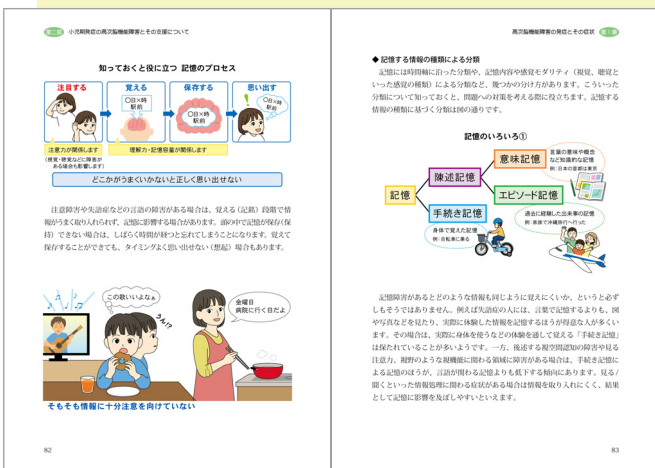 第二部 小児期発症の高次脳機能障害とその支援について
知っておくと役に立つ 記憶のプロセス
注目する
覚える
保存する
思い出す
〇日×時
駅前
〇日×時
駅前
〇日×時
駅前
注意力が関係します
(視覚・聴覚などに障害が
ある場合も影響します)
理解力・記憶容量が関係します
どこかがうまくいかないと正しく思い出せない
注意障害や失語症などの言語の障害がある場合は、覚える（記銘）段階で情
報がうまく取り入れられず、記憶に影響する場合があります。頭の中で記憶が保存（保
持）できない場合は、しばらく時間が経つと忘れてしまうことになります。覚えて
保存することができても、タイミングよく思い出せない（想起）場合もあります。
この歌いいよなぁ
うん!?
金曜日
病院に行く日だよ
そもそも情報に十分注意を向けていない
82
高次脳機能障害の発症とその症状 第1章
◆ 記憶する情報の種類による分類
記憶には時間軸に沿った分類や、記憶内容や感覚モダリティ（視覚、聴覚と
いった感覚の種類）による分類など、幾つかの分け方があります。こういった
分類について知っておくと、問題への対策を考える際に役立ちます。記憶する
情報の種類に基づく分類は図の通りです。
記憶のいろいろ①
記憶
陳述記憶
手続き記憶
意味記憶
エピソード記憶
言葉の意味や概念
など知識的な記憶
例：日本の首都は東京
過去に経験した出来事の記憶
例：家族で沖縄旅行へ行った
身体で覚えた記憶
例：自転車に乗る
記憶障害があるとどのような情報も同じように覚えにくいか、というと必ず
しもそうではありません。例えば失語症の人には、言葉で記憶するよりも、図
や写真などを見たり、実際に体験した情報を記憶するほうが得意な人が多くい
ます。その場合は、実際に身体を使うなどの体験を通して覚える「手続き記憶」
は保たれていることが多いようです。一方、後述する視空間認知の障害や見る
注意力、視野のような視機能に関わる領域に障害がある場合は、手続き記憶に
よる記憶のほうが、言語が関わる記憶よりも低下する傾向にあります。見る/
聞くといった情報処理に関わる症状がある場合は情報を取り入れにくく、結果
として記憶に影響を及ぼしやすいといえます。
83